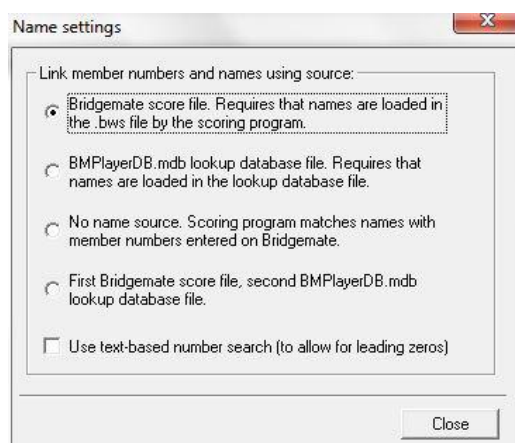 Name settings
Link member numbers and names using source:
Bridgemate score file. Requires that names are loaded in
the .bws file by the scoring program.
BMPlayerDB.mdb lookup database file. Requires that
names are loaded in the lookup database file.
No name source. Scoring program matches names with
member numbers entered on Bridgemate.
First Bridgemate score file, second BMPlayerDB.mdb
lookup database file.
Use text-based number search (to allow for leading zeros)
Close